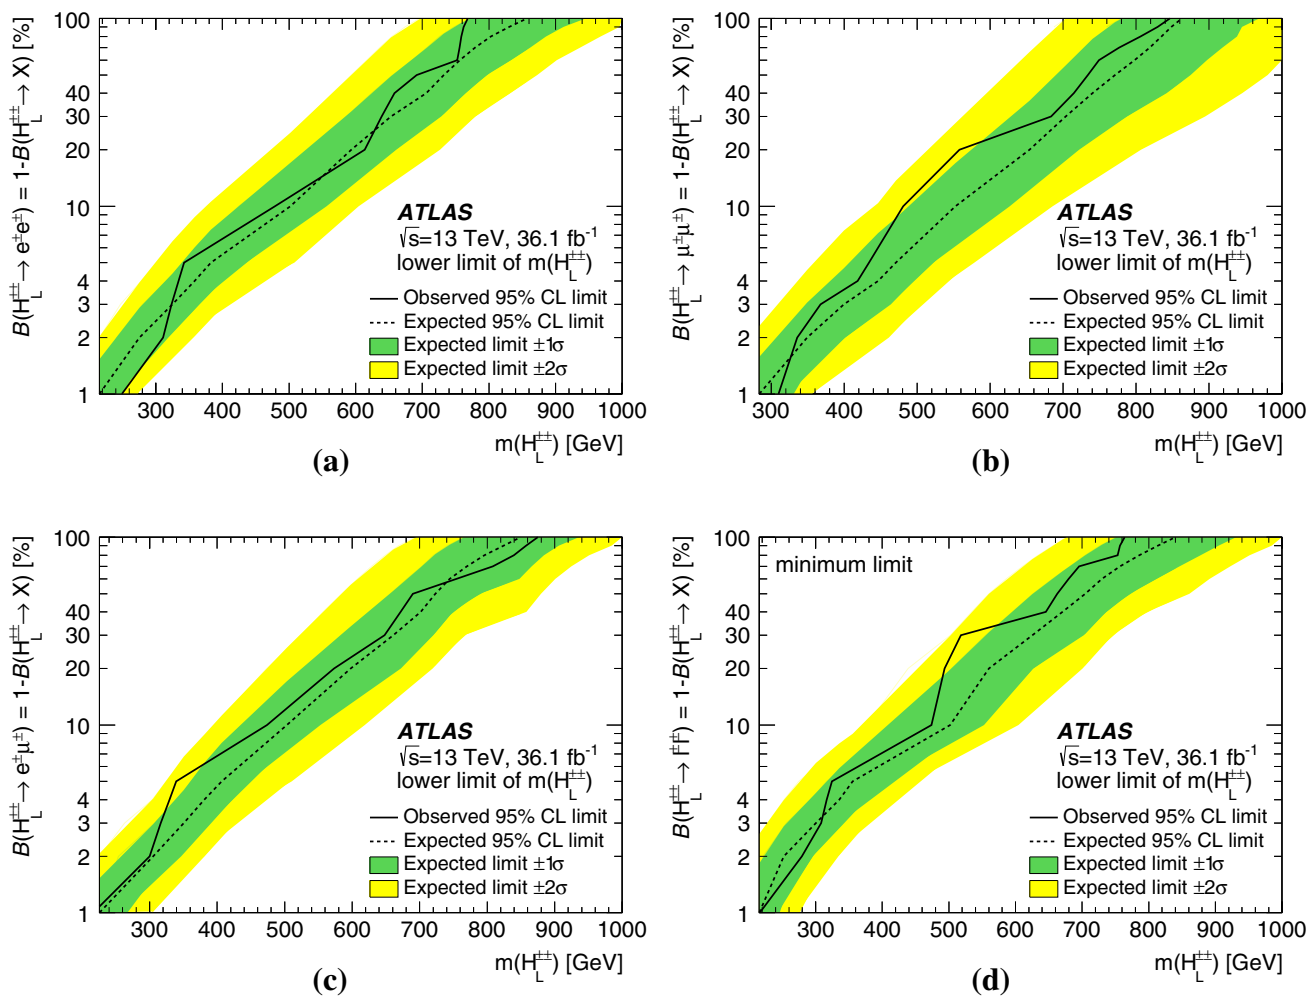 B(H_L^±± → e^±e^±) = 1-B(H_L^±± → X) [%]
100
40
30
20
10
4
3
2
1
ATLAS
√s=13 TeV, 36.1 fb⁻¹
lower limit of m(H_L^±±)
Observed 95% CL limit
Expected 95% CL limit
Expected limit ±1σ
Expected limit ±2σ
300 400 500 600 700 800 900 1000
m(H_L^±±) [GeV]
(a)
B(H_L^±± → μ^±μ^±) = 1-B(H_L^±± → X) [%]
100
40
30
20
10
4
3
2
1
ATLAS
√s=13 TeV, 36.1 fb⁻¹
lower limit of m(H_L^±±)
Observed 95% CL limit
Expected 95% CL limit
Expected limit ±1σ
Expected limit ±2σ
300 400 500 600 700 800 900 1000
m(H_L^±±) [GeV]
(b)
B(H_L^±± → e^±μ^±) = 1-B(H_L^±± → X) [%]
100
40
30
20
10
4
3
2
1
ATLAS
√s=13 TeV, 36.1 fb⁻¹
lower limit of m(H_L^±±)
Observed 95% CL limit
Expected 95% CL limit
Expected limit ±1σ
Expected limit ±2σ
300 400 500 600 700 800 900 1000
m(H_L^±±) [GeV]
(c)
B(H_L^±± → l^±l^±) = 1-B(H_L^±± → X) [%]
100
40
30
20
10
4
3
2
1
minimum limit
ATLAS
√s=13 TeV, 36.1 fb⁻¹
lower limit of m(H_L^±±)
Observed 95% CL limit
Expected 95% CL limit
Expected limit ±1σ
Expected limit ±2σ
300 400 500 600 700 800 900 1000
m(H_L^±±) [GeV]
(d)